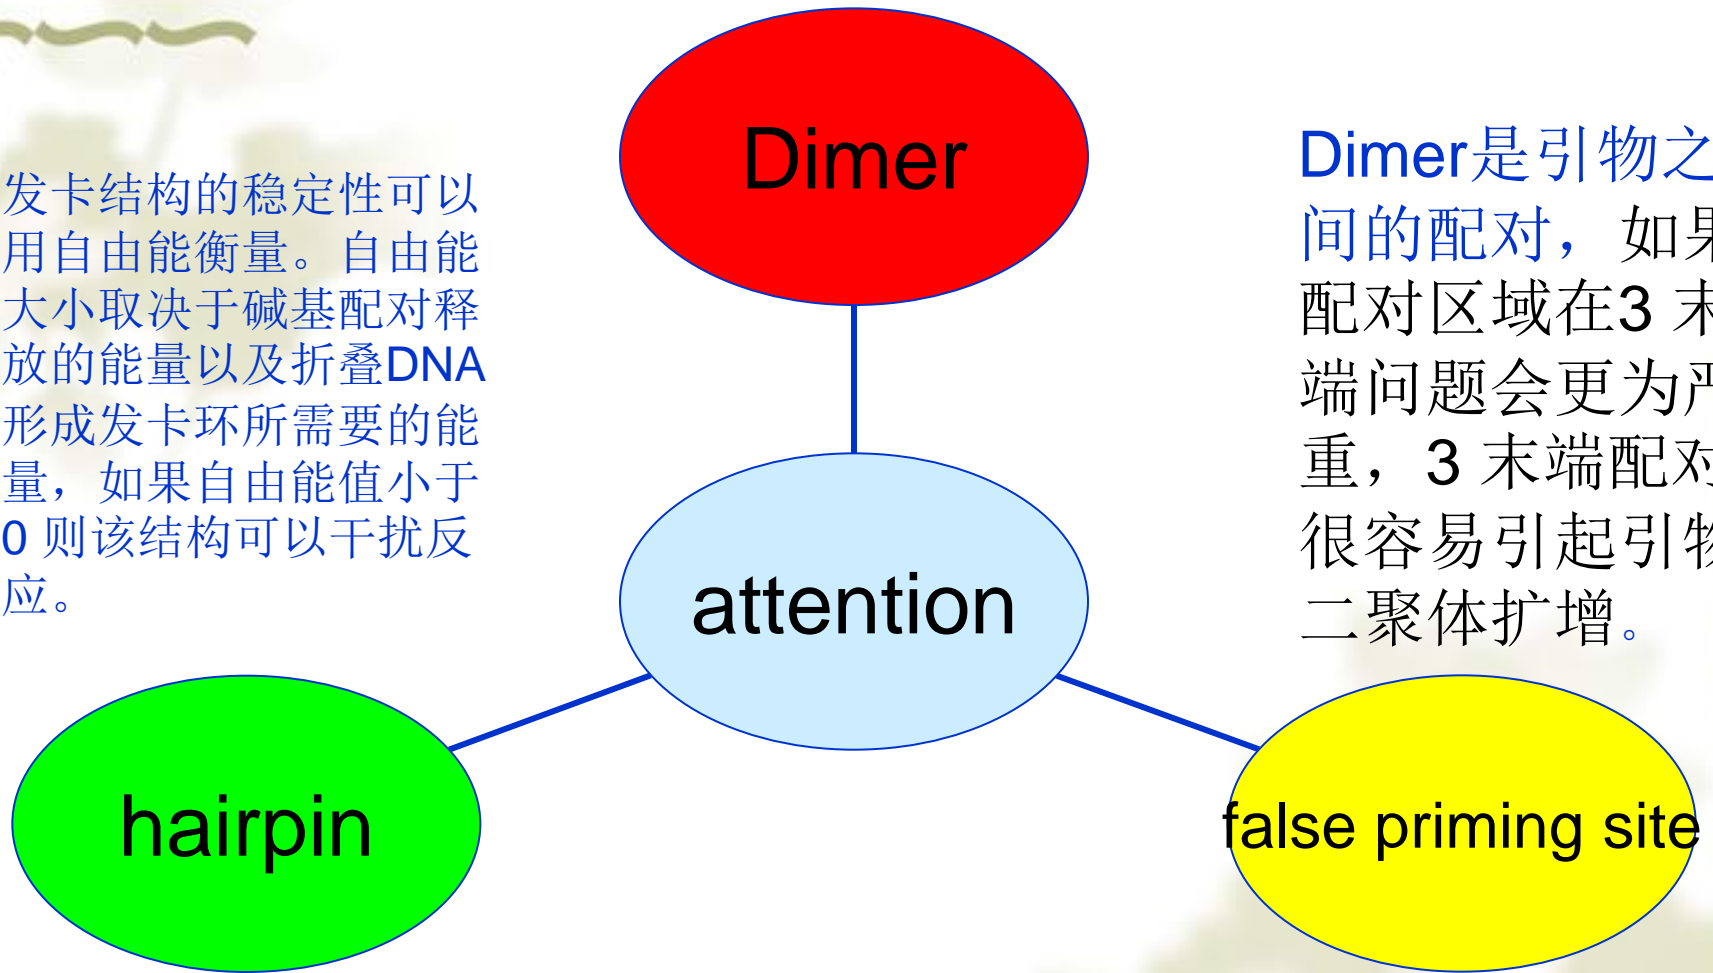 Dimer
发卡结构的稳定性可以
用自由能衡量。自由能
大小取决于碱基配对释
放的能量以及折叠DNA
形成发卡环所需要的能
量，如果自由能值小于
0 则该结构可以干扰反
应。
Dimer是引物之
间的配对，如果
配对区域在3 末
端问题会更为严
重，3 末端配对
很容易引起引物
二聚体扩增。
attention
hairpin
false priming site